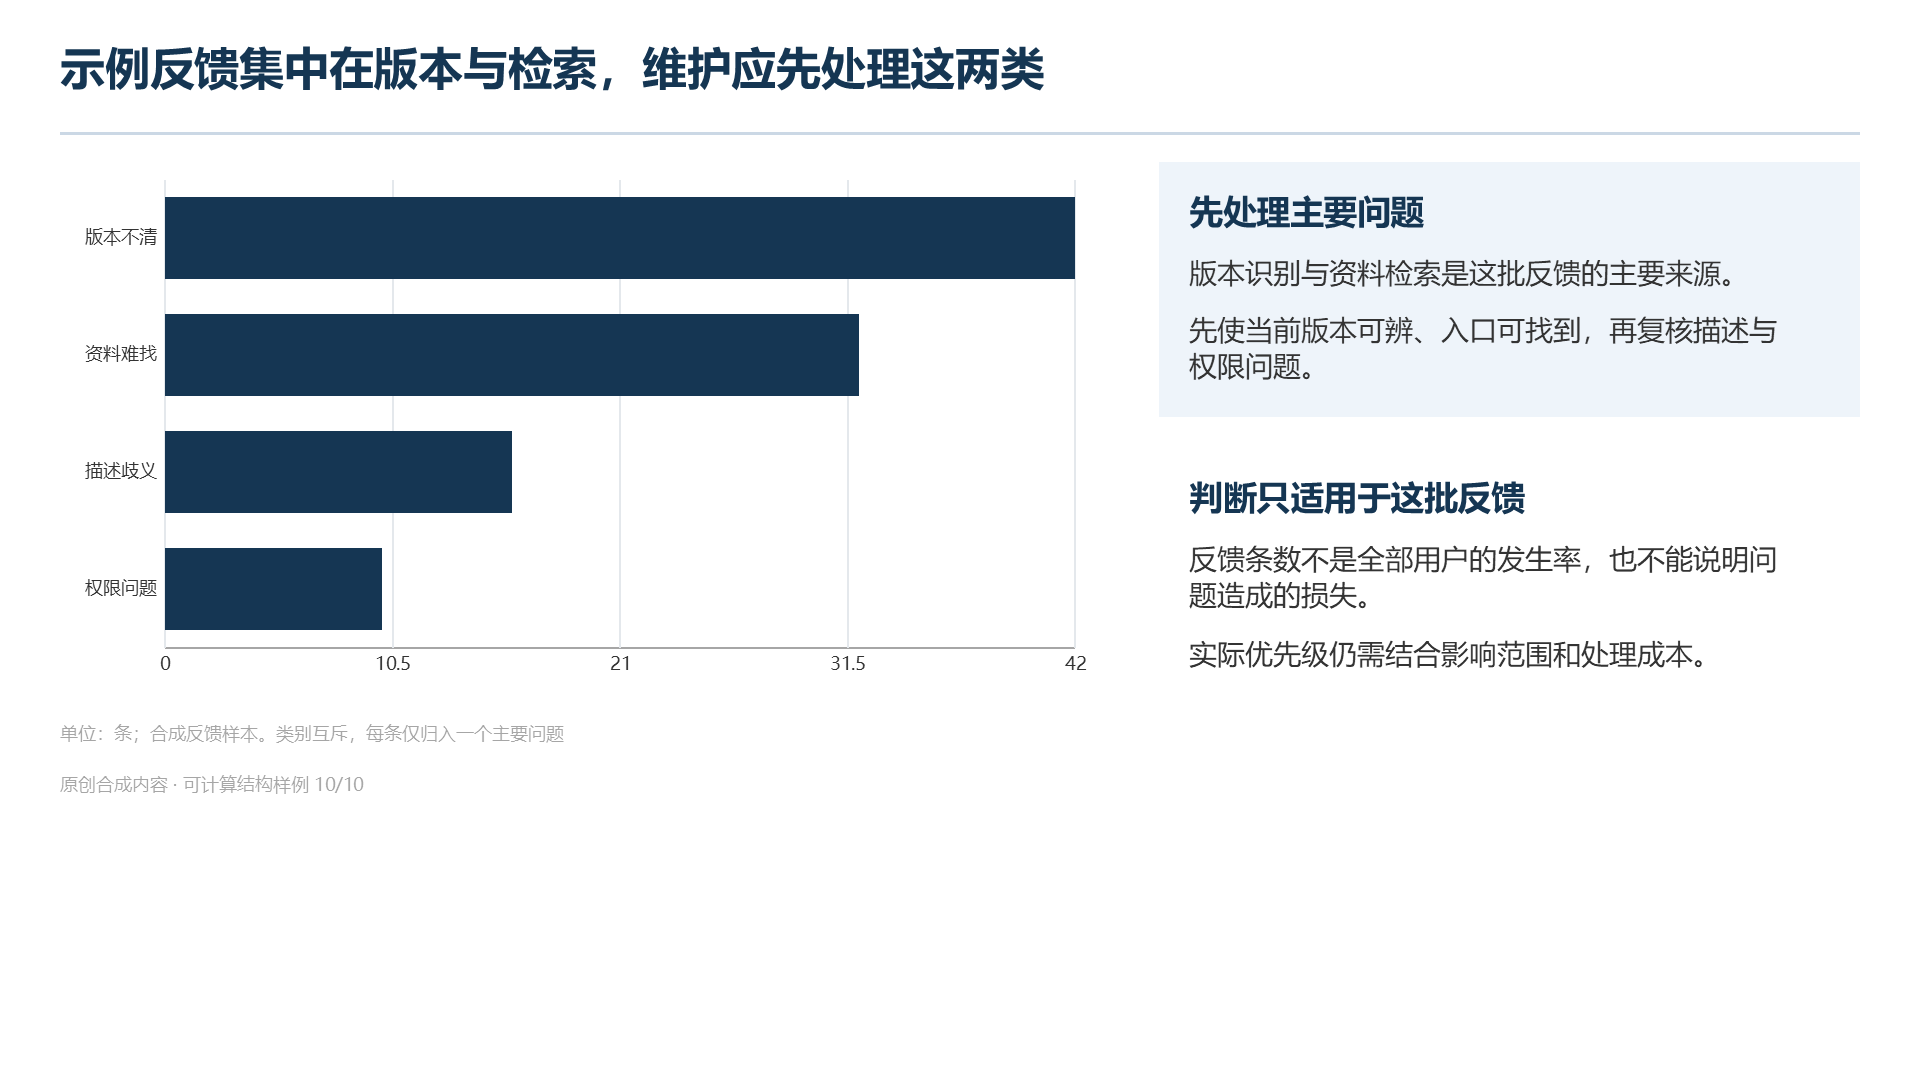 示例反馈集中在版本与检索，维护应先处理这两类
版本不清
资料难找
描述歧义
权限问题
0 10.5 21 31.5 42
单位：条；合成反馈样本。类别互斥，每条仅归入一个主要问题
先处理主要问题
版本识别与资料检索是这批反馈的主要来源。
先使当前版本可辨、入口可找到，再复核描述与
权限问题。
判断只适用于这批反馈
反馈条数不是全部用户的发生率，也不能说明问
题造成的损失。
实际优先级仍需结合影响范围和处理成本。
原创合成内容 · 可计算结构样例 10/10